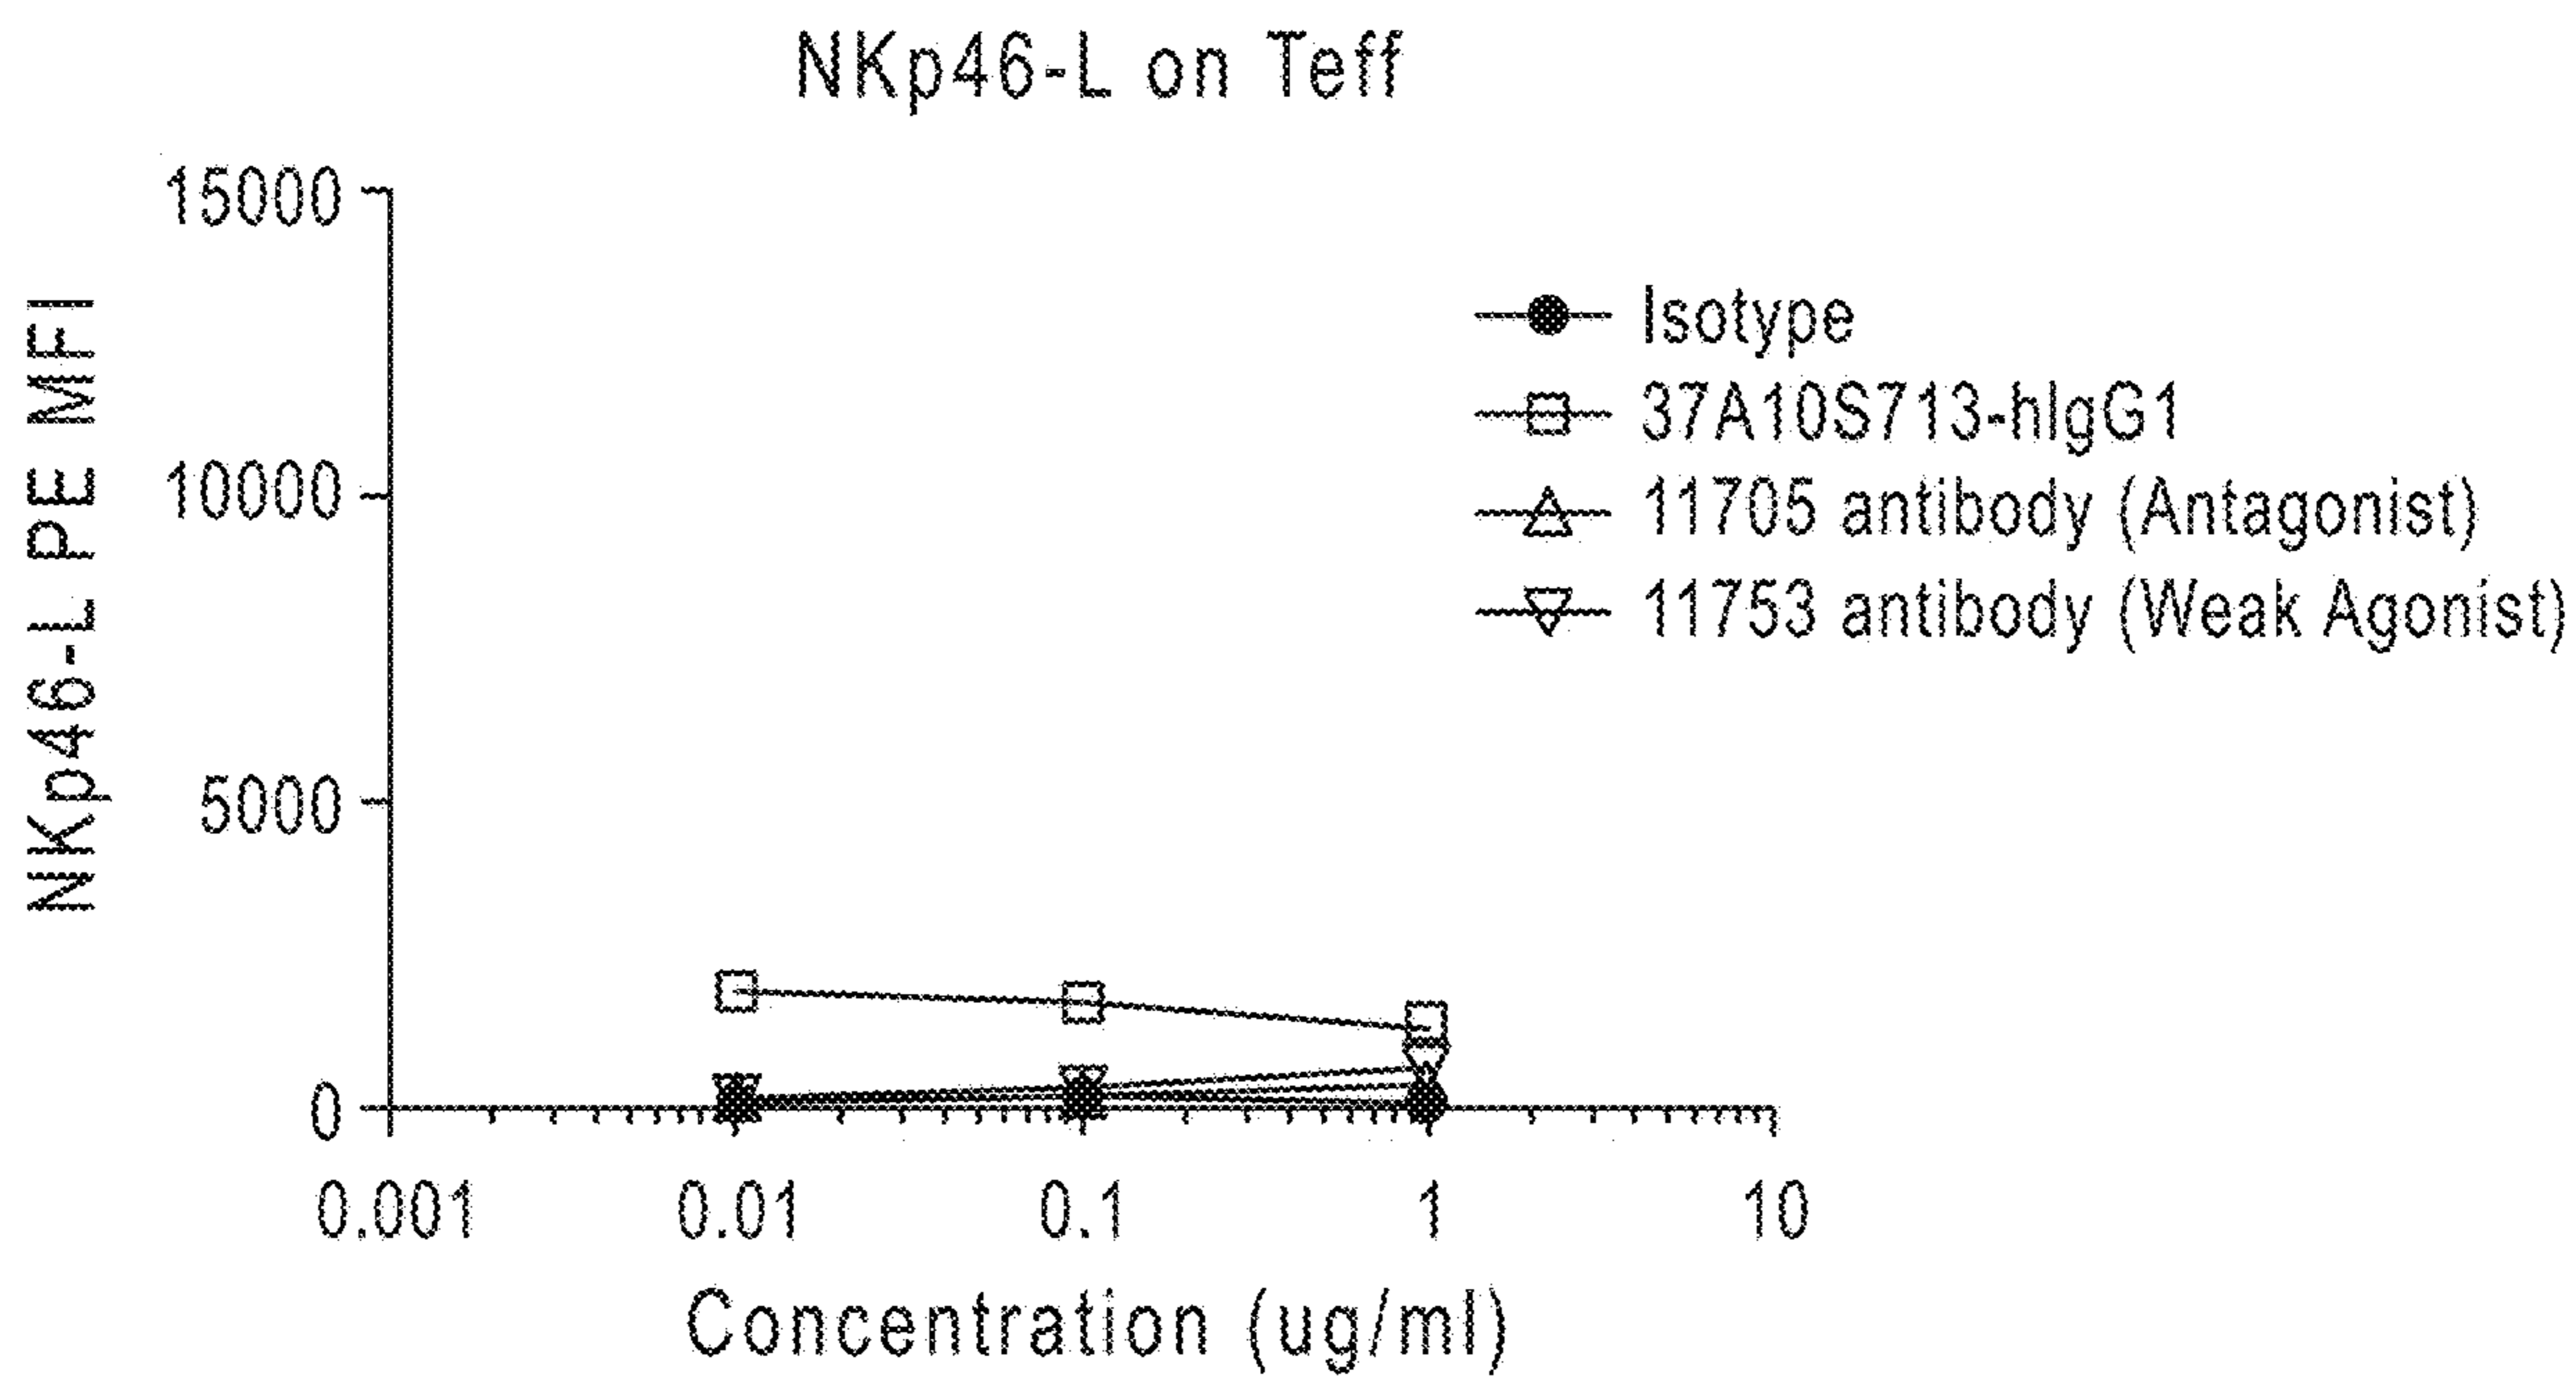 NKp46-L on Teff
NKp46-L PE MFI
15000
10000
5000
0
0.001
0.01
0.1
1
10
Concentration (ug/ml)
Isotype
37A10S713-hIgG1
11705 antibody (Antagonist)
11753 antibody (Weak Agonist)